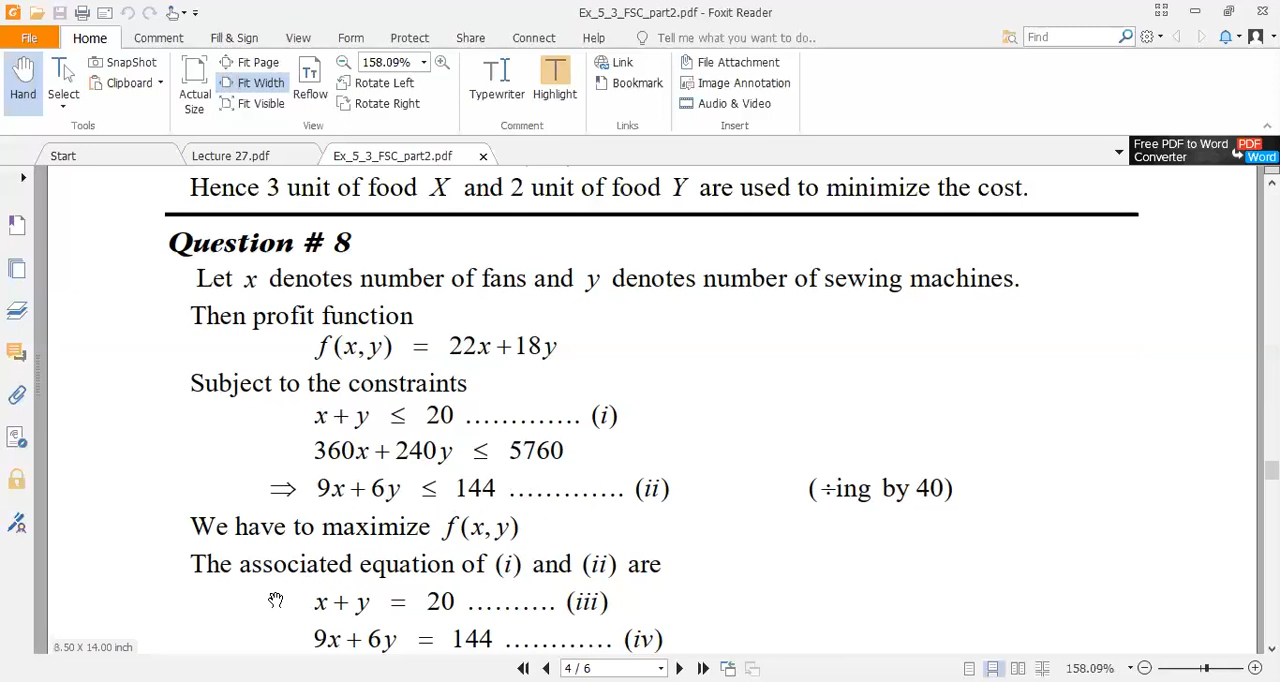 Ex_5_3_FSC_part2.pdf - Foxit Reader
File Home Comment Fill & Sign View Form Protect Share Connect Help Tell me what you want to do.. Find
SnapShot Fit Page 158.09% Link File Attachment
Clipboard Fit Width Rotate Left Bookmark Image Annotation
Hand Select Actual Size Fit Visible Reflow Rotate Right Typewriter Highlight Audio & Video
Tools View Comment Links Insert
Start Lecture 27.pdf Ex_5_3_FSC_part2.pdf
Free PDF to Word Converter PDF Word
Hence 3 unit of food X and 2 unit of food Y are used to minimize the cost.
Question # 8
Let x denotes number of fans and y denotes number of sewing machines.
Then profit function
f(x,y) = 22x+18y
Subject to the constraints
x+y ≤ 20 ............. (i)
360x+240y ≤ 5760
⇒ 9x+6y ≤ 144 ............. (ii) (÷ing by 40)
We have to maximize f(x,y)
The associated equation of (i) and (ii) are
x+y = 20 .......... (iii)
9x+6y = 144 ............ (iv)
8.50 X 14.00 inch
4 / 6 158.09%